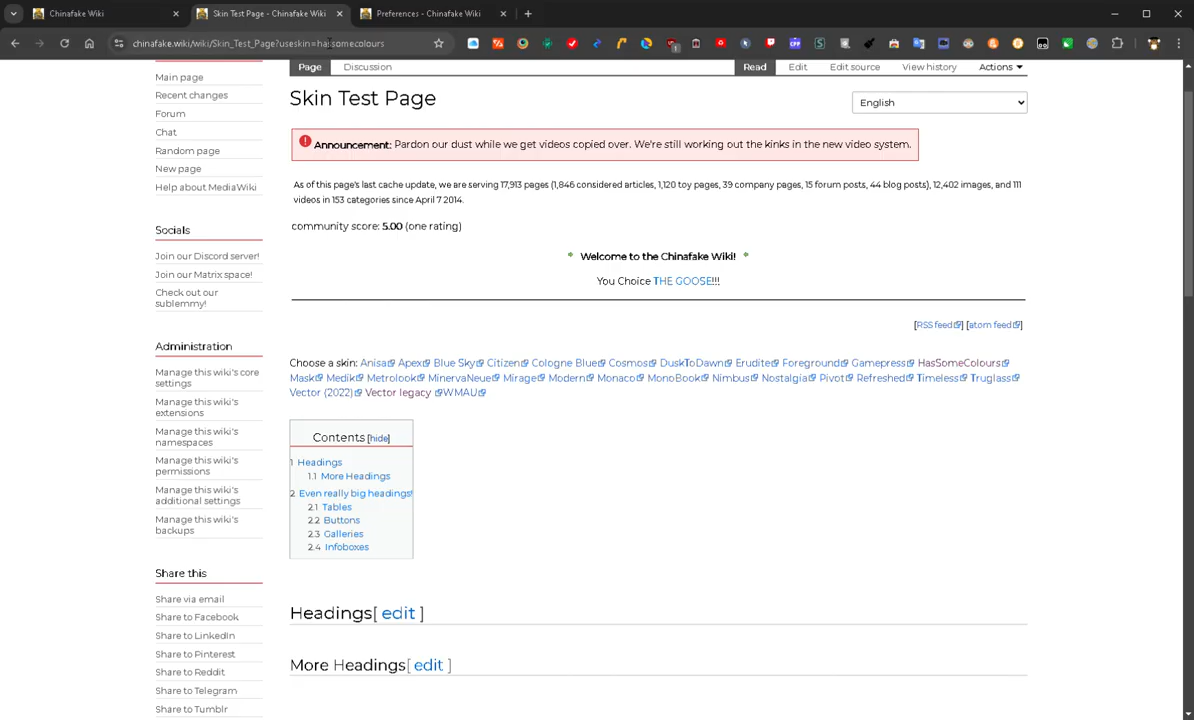 Chinafake Wiki
Skin Test Page - Chinafake Wiki
Preferences - Chinafake Wiki
chinafake.wiki/wiki/Skin_Test_Page?useskin=hassomecolours
Main page
Recent changes
Forum
Chat
Random page
New page
Help about MediaWiki
Socials
Join our Discord server!
Join our Matrix space!
Check out our
sublemmy!
Administration
Manage this wiki's core
settings
Manage this wiki's
extensions
Manage this wiki's
namespaces
Manage this wiki's
permissions
Manage this wiki's
additional settings
Manage this wiki's
backups
Share this
Share via email
Share to Facebook
Share to LinkedIn
Share to Pinterest
Share to Reddit
Share to Telegram
Share to Tumblr
Page Discussion Read Edit Edit source View history Actions
Skin Test Page
English
Announcement: Pardon our dust while we get videos copied over. We're still working out the kinks in the new video system.
As of this page's last cache update, we are serving 17,913 pages (1,846 considered articles, 1,120 toy pages, 39 company pages, 15 forum posts, 44 blog posts), 12,402 images, and 111
videos in 153 categories since April 7 2014.
community score: 5.00 (one rating)
Welcome to the Chinafake Wiki!
You Choice THE GOOSE!!!
[RSS feed] [atom feed]
Choose a skin: Anisa Apex Blue Sky Citizen Cologne Blue Cosmos DuskToDawn Erudite Foreground Gamepress HasSomeColours
Mask Medik Metrolook MinervaNeue Mirage Modern Monaco MonoBook Nimbus Nostalgia Pivot Refreshed Timeless Truglass
Vector (2022) Vector legacy WMAU
Contents [hide]
1 Headings
1.1 More Headings
2 Even really big headings!
2.1 Tables
2.2 Buttons
2.3 Galleries
2.4 Infoboxes
Headings[ edit ]
More Headings[ edit ]